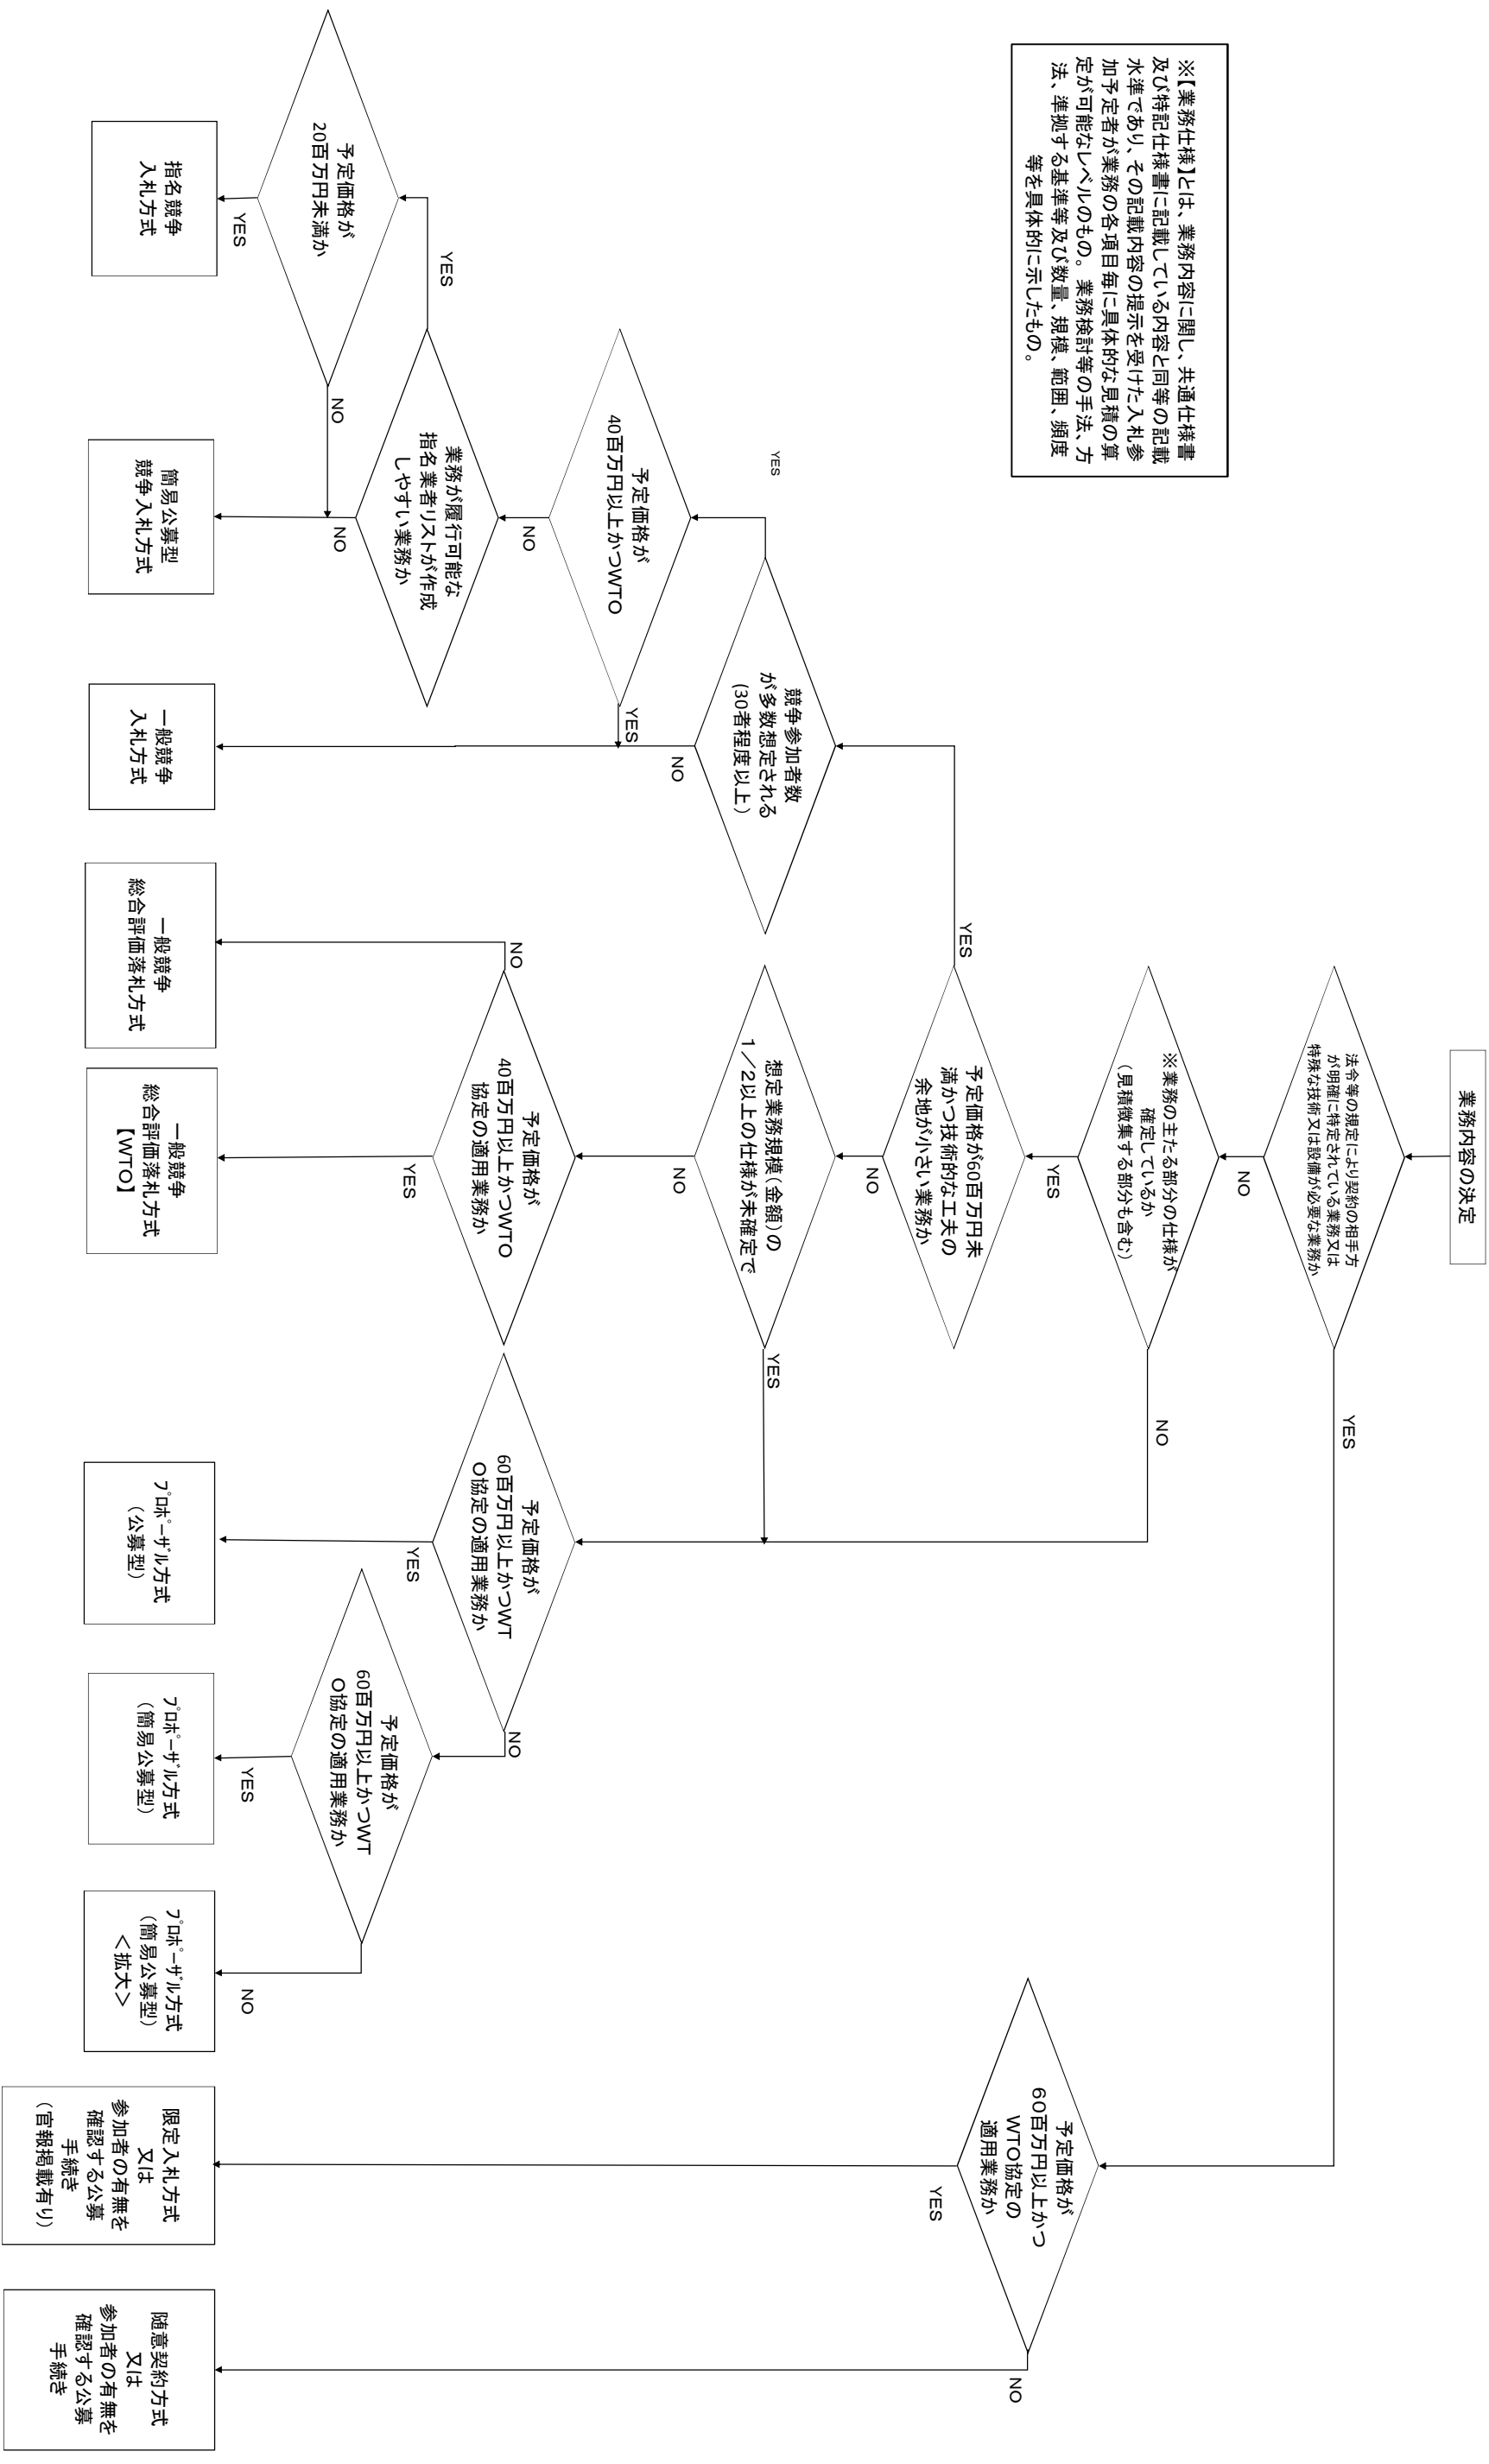 業務内容の決定
法令等の規定により契約の相手方
が明確に特定されている業務又は
特殊な技術又は設備が必要な業務か
YES
NO
※業務の主たる部分の仕様が
確定しているか
（見積徴集する部分も含む）
NO
YES
※【業務仕様】とは、業務内容に関し、共通仕様書
及び特記仕様書に記載している内容と同等の記載
水準であり、その記載内容の提示を受けた入札参
加予定者が業務の各項目毎に具体的な見積の算
定が可能なレベルのもの。業務検討等の手法、方
法、準拠する基準等及び数量、規模、範囲、頻度
等を具体的に示したもの。
予定価格が60百万円未
満かつ技術的な工夫の
余地が小さい業務か
YES
NO
予定価格が
60百万円以上かつ
WTO協定の
適用業務か
YES
NO
競争参加者数
が多数想定される
(30者程度以上）
YES
NO
想定業務規模（金額）の
１／2以上の仕様が未確定で
YES
NO
予定価格が
40百万円以上かつWTO
YES
NO
予定価格が
40百万円以上かつWTO
協定の適用業務か
NO
YES
予定価格が
60百万円以上かつWT
O協定の適用業務か
YES
NO
業務が履行可能な
指名業者リストが作成
しやすい業務か
YES
NO
予定価格が
60百万円以上かつWT
O協定の適用業務か
YES
NO
予定価格が
20百万円未満か
NO
YES
指名競争
入札方式
簡易公募型
競争入札方式
一般競争
入札方式
一般競争
総合評価落札方式
一般競争
総合評価落札方式
【WTO】
ﾌﾟﾛﾎﾟｰｻﾞﾙ方式
（公募型）
ﾌﾟﾛﾎﾟｰｻﾞﾙ方式
（簡易公募型）
ﾌﾟﾛﾎﾟｰｻﾞﾙ方式
（簡易公募型）
＜拡大＞
限定入札方式
又は
参加者の有無を
確認する公募
手続き
（官報掲載有り）
随意契約方式
又は
参加者の有無を
確認する公募
手続き